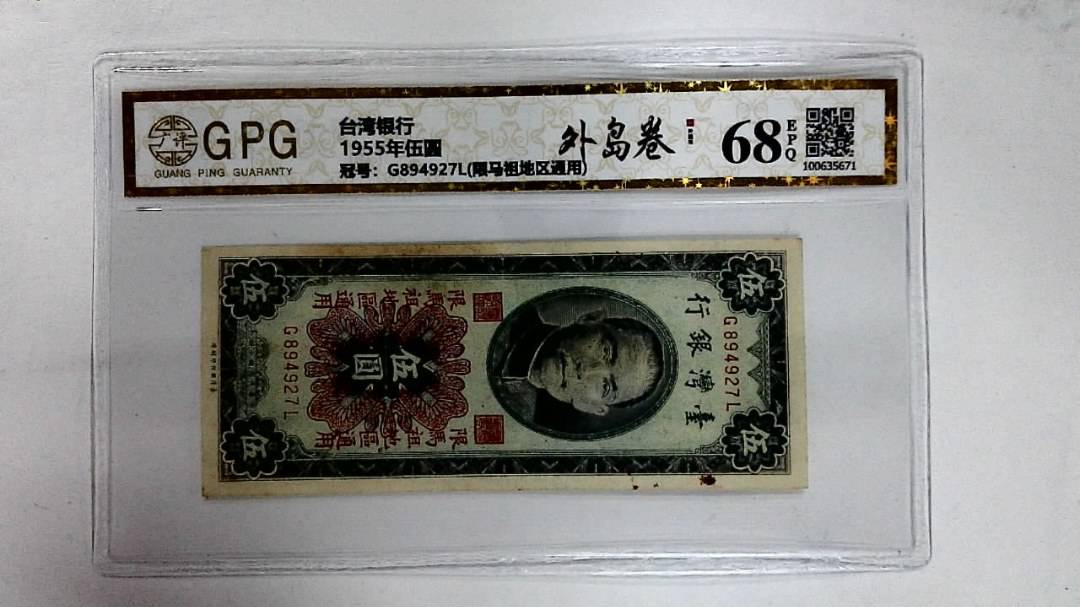 GPG
GUANG PING GUARANTY
台湾银行
1955年伍圆
冠号：G894927L(限马祖地区通用)
外岛卷
68
EPQ
100635671
臺灣銀行
G894927L
伍
伍
伍
伍
伍圓
限馬祖地區通用
限馬祖地區通用
G894927L